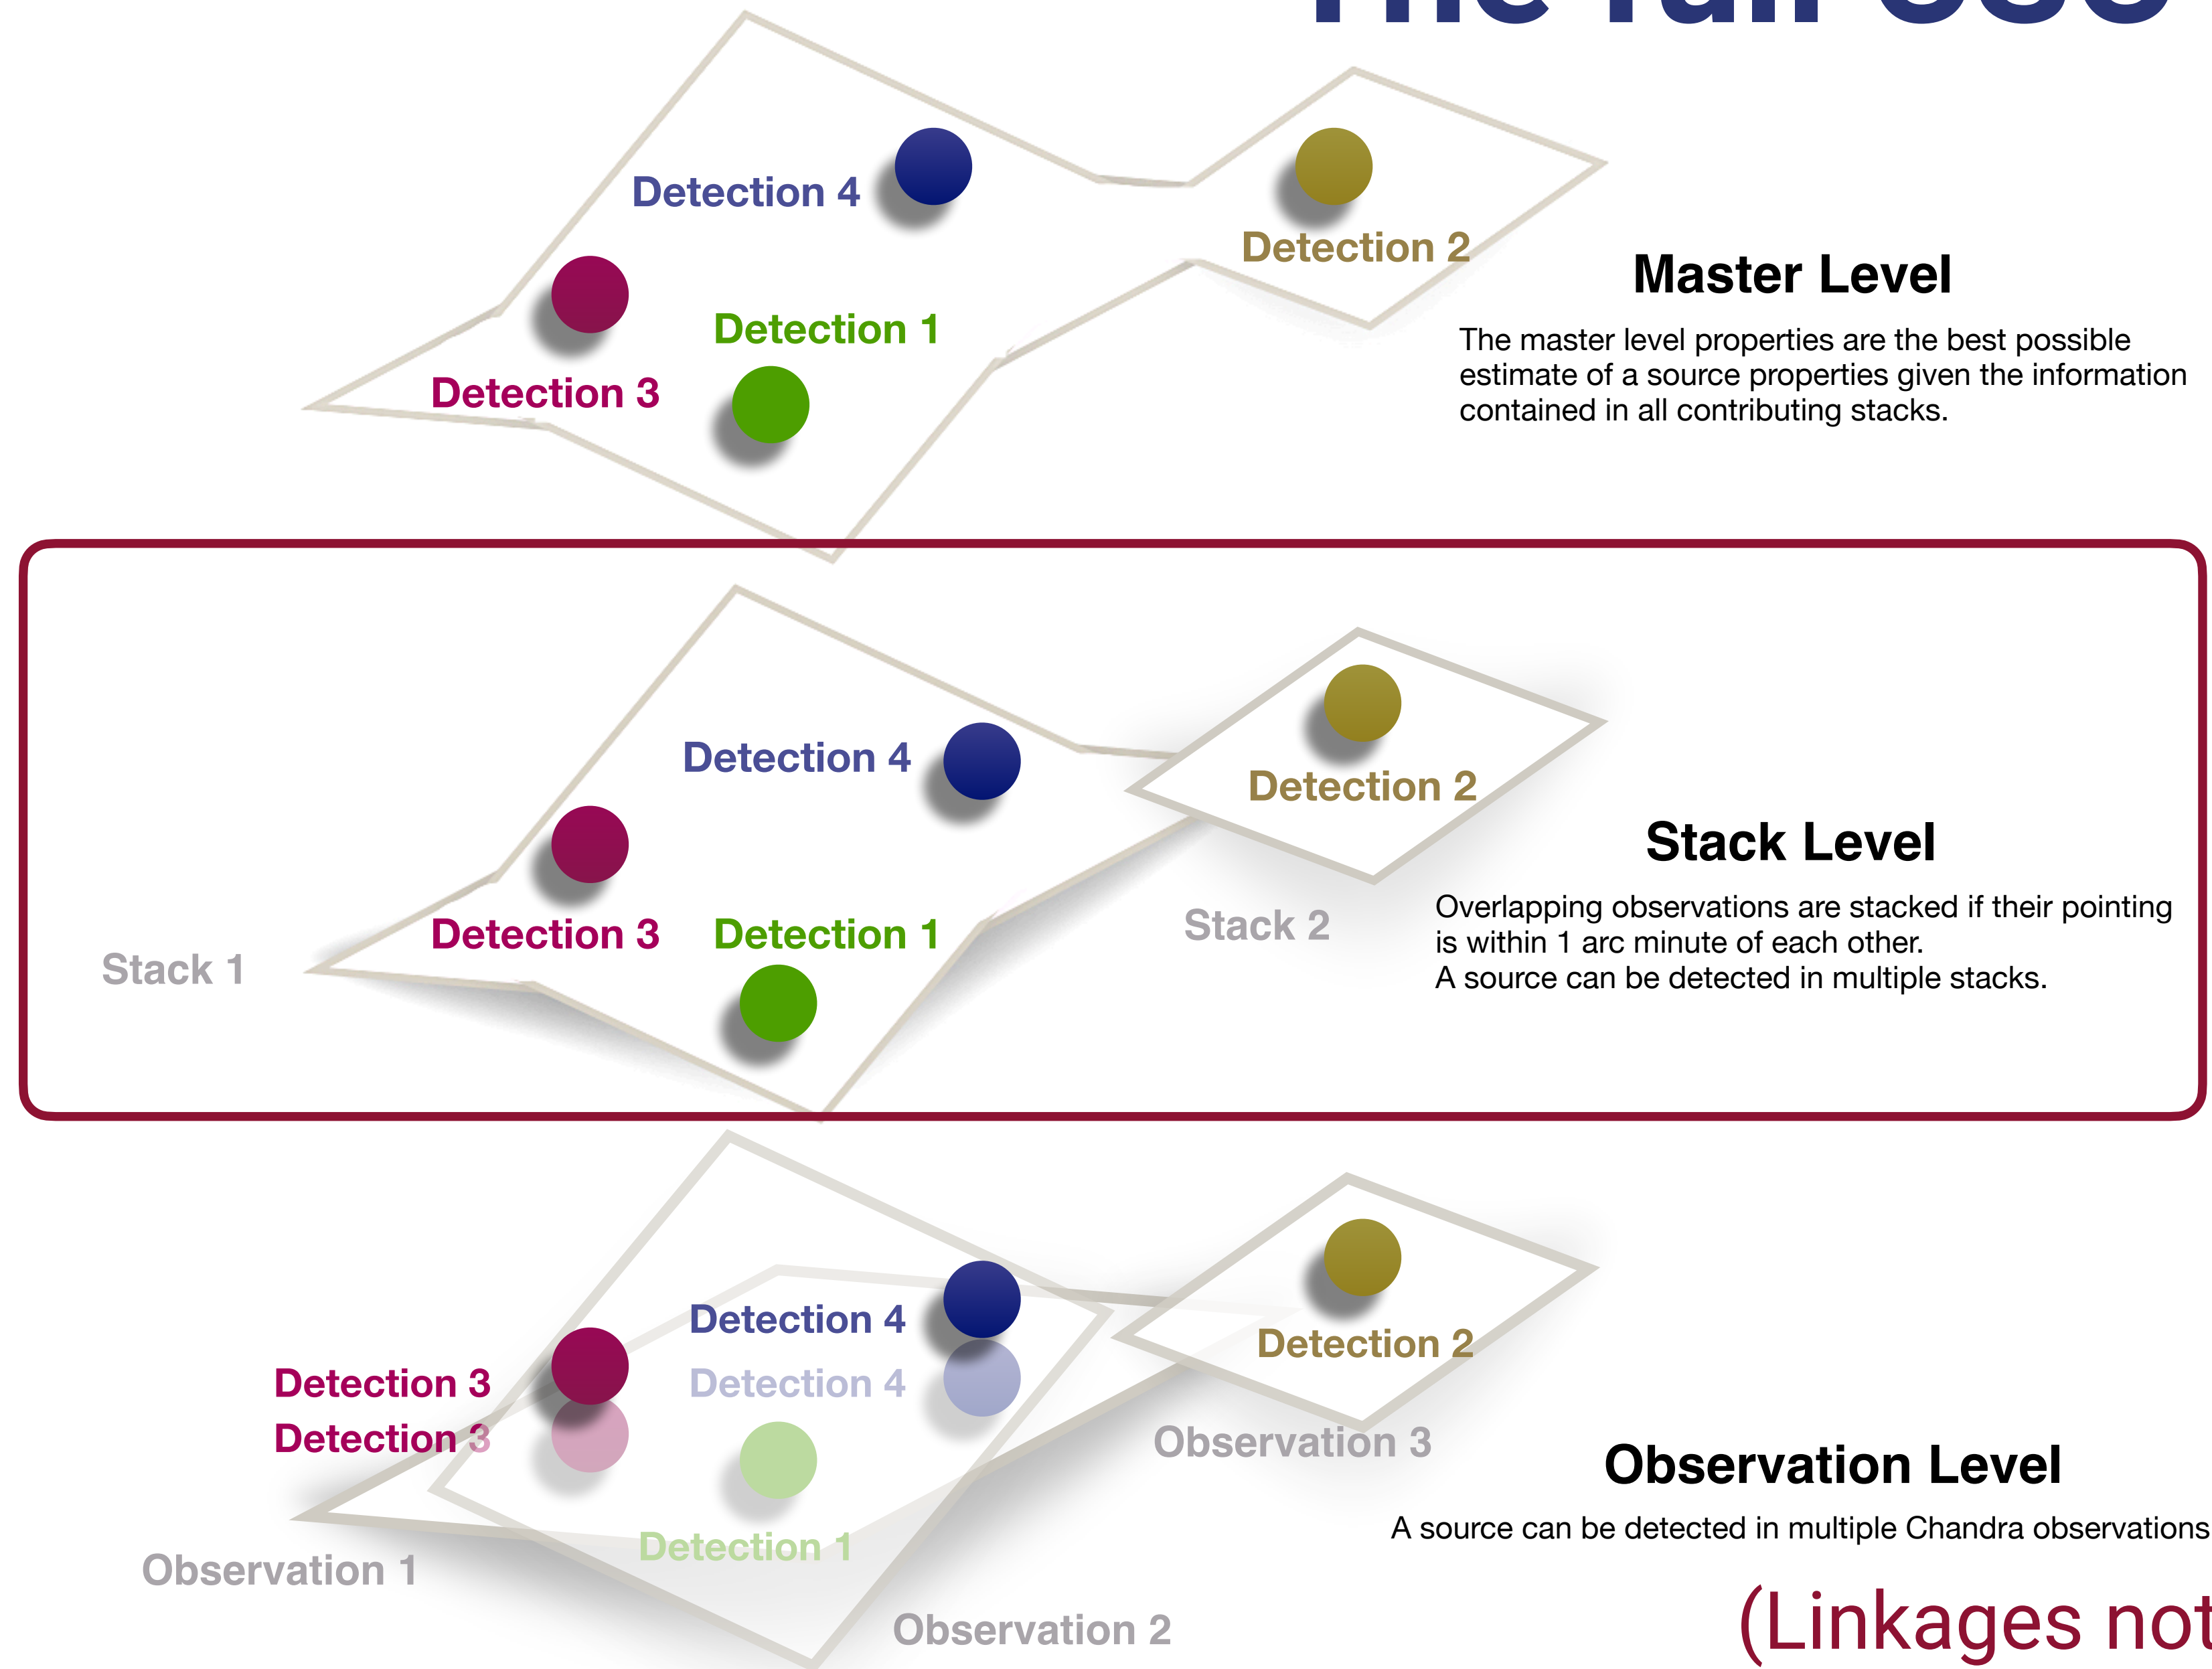 Detection 4
Detection 2
Detection 1
Detection 3
Master Level
The master level properties are the best possible
estimate of a source properties given the information
contained in all contributing stacks.
Detection 4
Detection 2
Detection 3
Detection 1
Stack 1
Stack 2
Stack Level
Overlapping observations are stacked if their pointing
is within 1 arc minute of each other.
A source can be detected in multiple stacks.
Detection 4
Detection 2
Detection 3
Detection 4
Detection 3
Detection 1
Observation 3
Observation 1
Observation 2
Observation Level
A source can be detected in multiple Chandra observations
(Linkages not